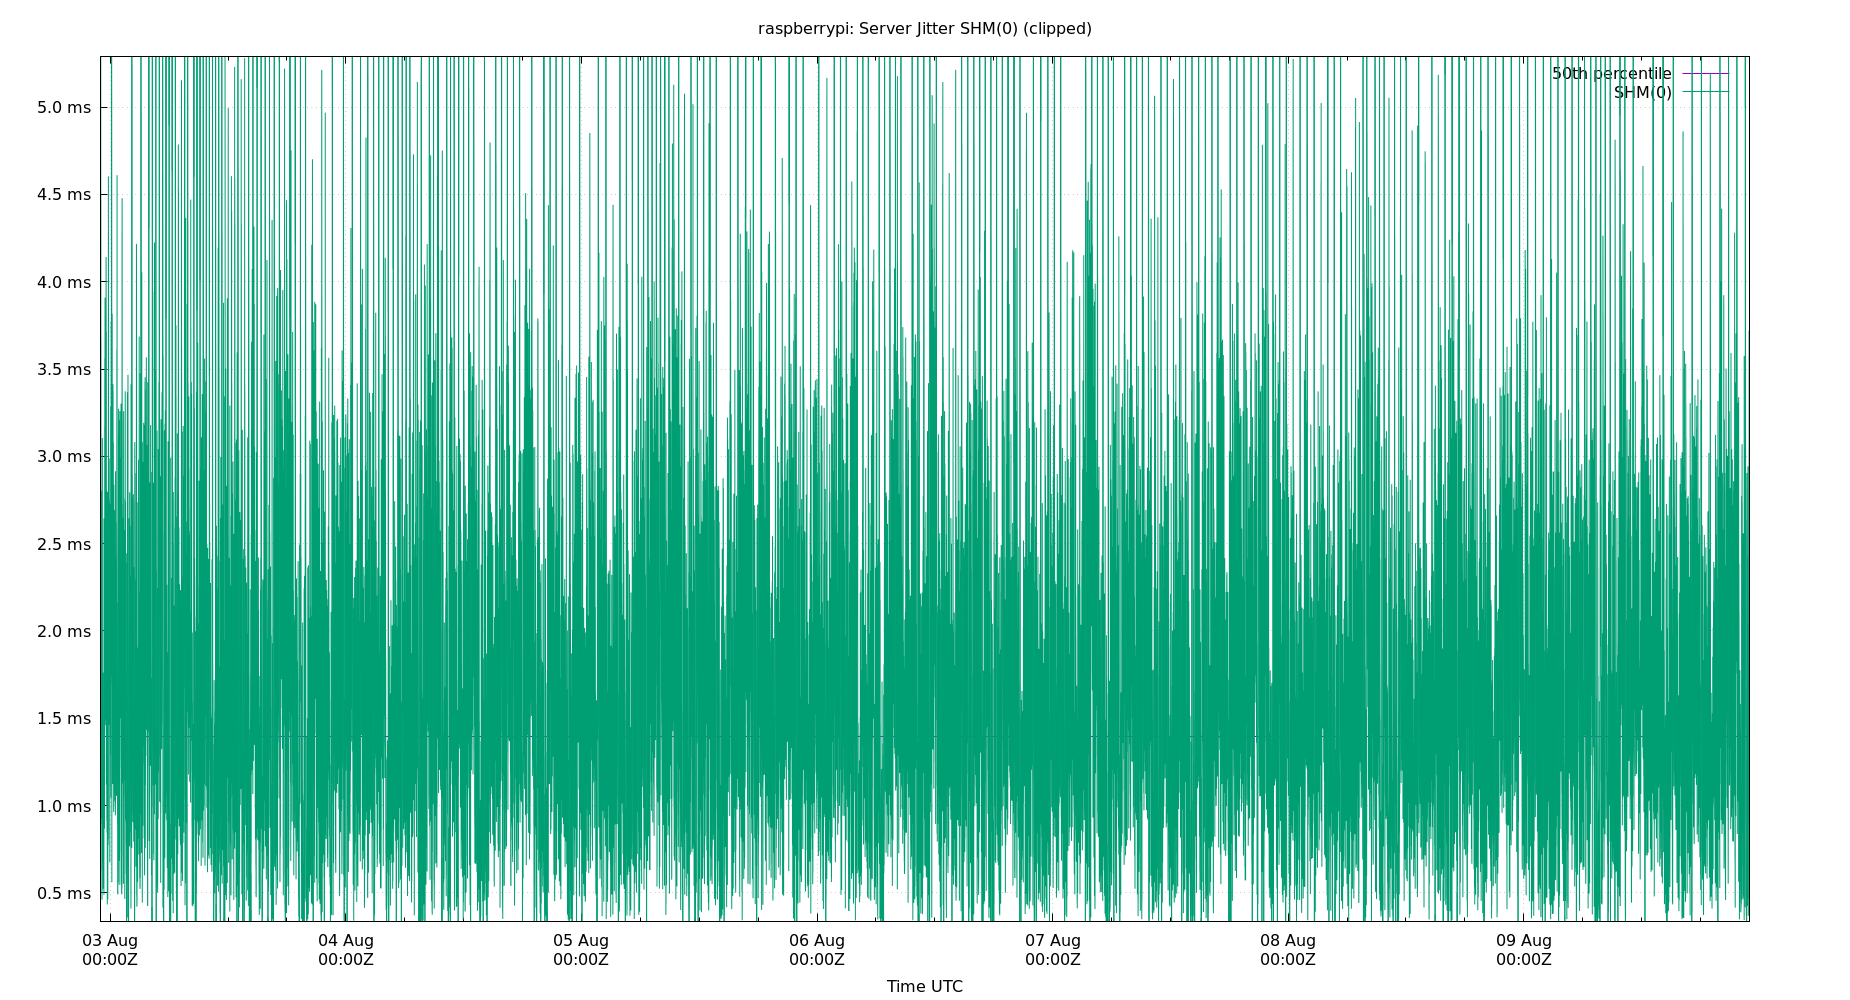 raspberrypi: Server Jitter SHM(0) (clipped)
50th percentile
SHM(0)
5.0 ms
4.5 ms
4.0 ms
3.5 ms
3.0 ms
2.5 ms
2.0 ms
1.5 ms
1.0 ms
0.5 ms
03 Aug 04 Aug 05 Aug 06 Aug 07 Aug 08 Aug 09 Aug
00:00Z 00:00Z 00:00Z 00:00Z 00:00Z 00:00Z 00:00Z
Time UTC